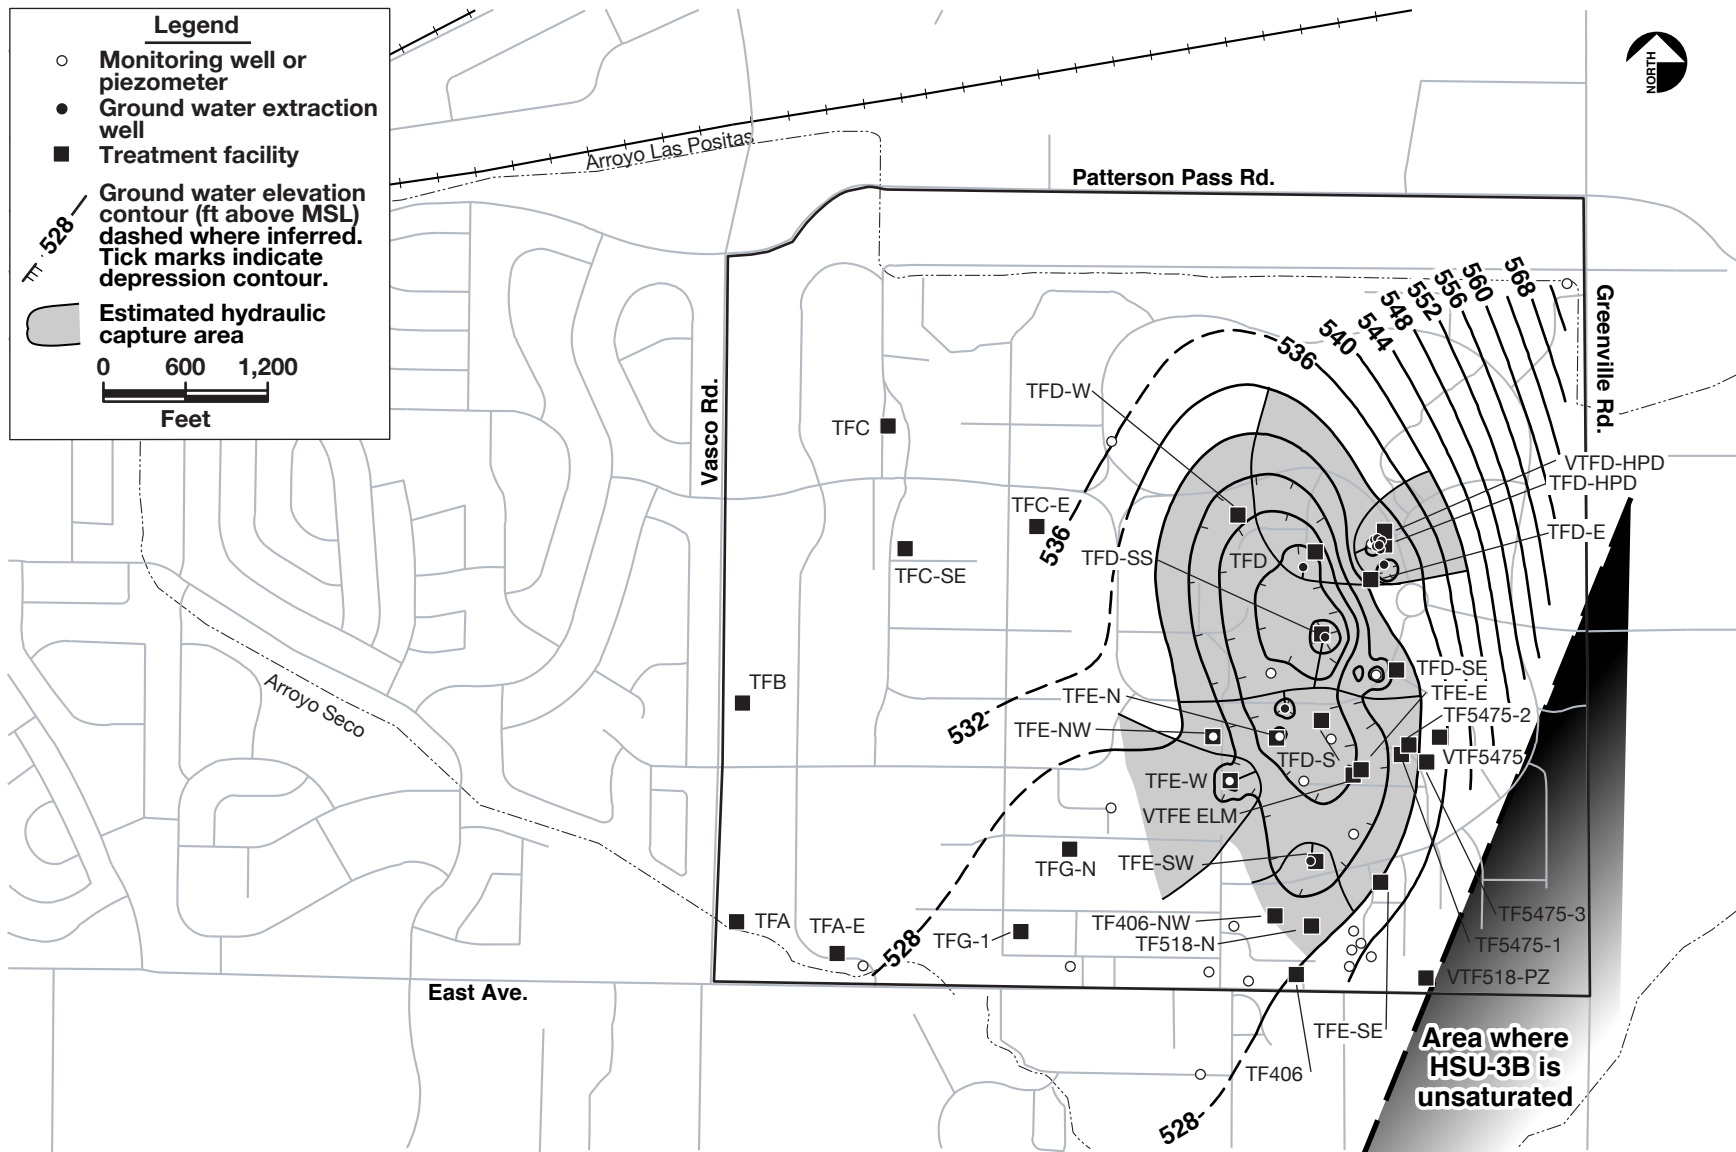 Legend
Monitoring well or
piezometer
Ground water extraction
well
Treatment facility
Ground water elevation
contour (ft above MSL)
dashed where inferred.
Tick marks indicate
depression contour.
528
Estimated hydraulic
capture area
0 600 1,200
Feet
NORTH
Arroyo Las Positas
Patterson Pass Rd.
Greenville Rd.
Vasco Rd.
East Ave.
Arroyo Seco
568
560
556
552
548
544
540
536
536
532
528
528
TFD-W
TFC
VTFD-HPD
TFD-HPD
TFC-E
TFD-E
TFD-SS
TFD
TFC-SE
TFD-SE
TFB
TFE-N
TFE-E
TF5475-2
TFE-NW
TFD-S
VTF5475
TFE-W
VTFE ELM
TFE-SW
TFG-N
TF5475-3
TFA
TFA-E
TF406-NW
TFG-1
TF518-N
TF5475-1
VTF518-PZ
TFE-SE
TF406
Area where
HSU-3B is
unsaturated